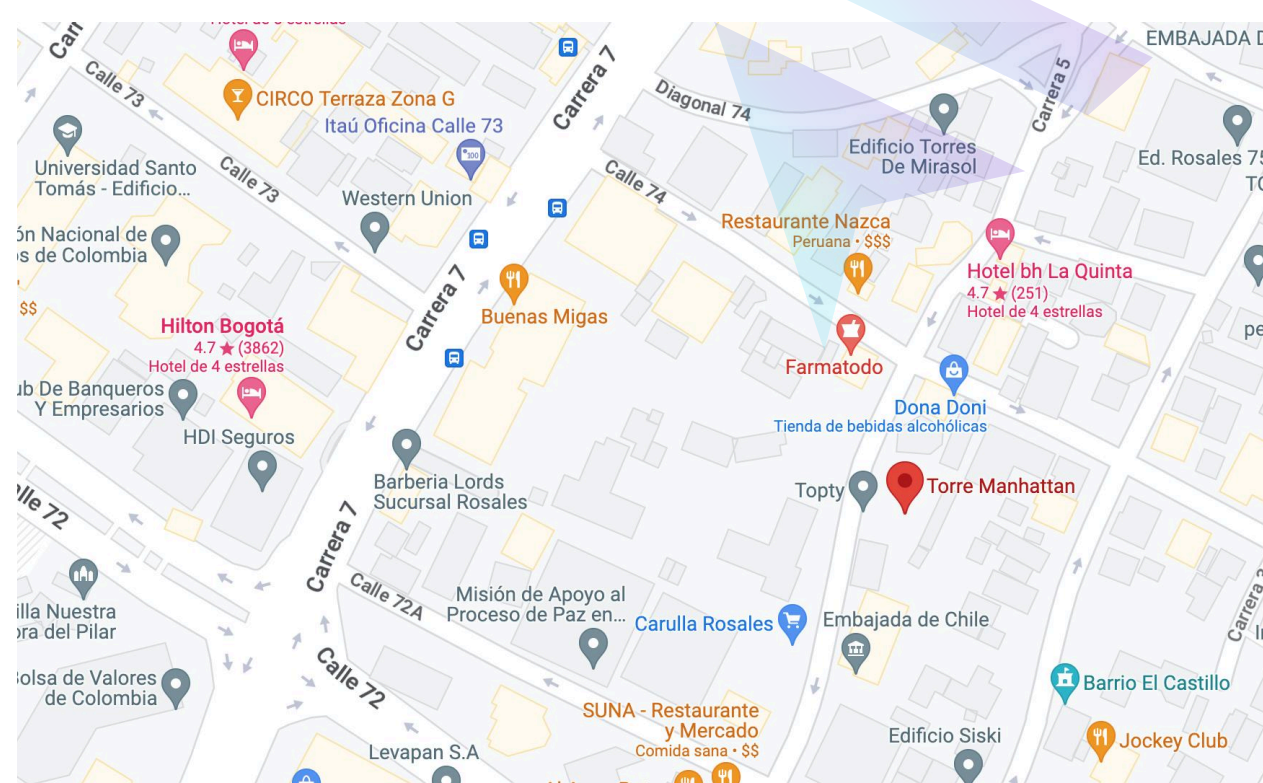 EMBAJADA D
Calle 73
CIRCO Terraza Zona G
Itaú Oficina Calle 73
Carrera 7
Diagonal 74
Carrera 5
Edificio Torres
De Mirasol
Ed. Rosales 75
TO
Universidad Santo
Tomás - Edificio...
Calle 73
Western Union
Calle 74
Restaurante Nazca
Peruana • $$$
ón Nacional de
os de Colombia
$$
Hotel bh La Quinta
4.7 ★ (251)
Hotel de 4 estrellas
Carrera 7
Buenas Migas
Hilton Bogotá
4.7 ★ (3862)
Hotel de 4 estrellas
pe
Farmatodo
ub De Banqueros
Y Empresarios
HDI Seguros
Dona Doni
Tienda de bebidas alcohólicas
Barberia Lords
Sucursal Rosales
Topty
Torre Manhattan
lle 72
Carrera 7
Calle 72A
Misión de Apoyo al
Proceso de Paz en...
Carulla Rosales
Embajada de Chile
Carrera 3
illa Nuestra
ora del Pilar
Calle 72
Bolsa de Valores
de Colombia
Barrio El Castillo
SUNA - Restaurante
y Mercado
Comida sana • $$
Edificio Siski
Jockey Club
Levapan S.A